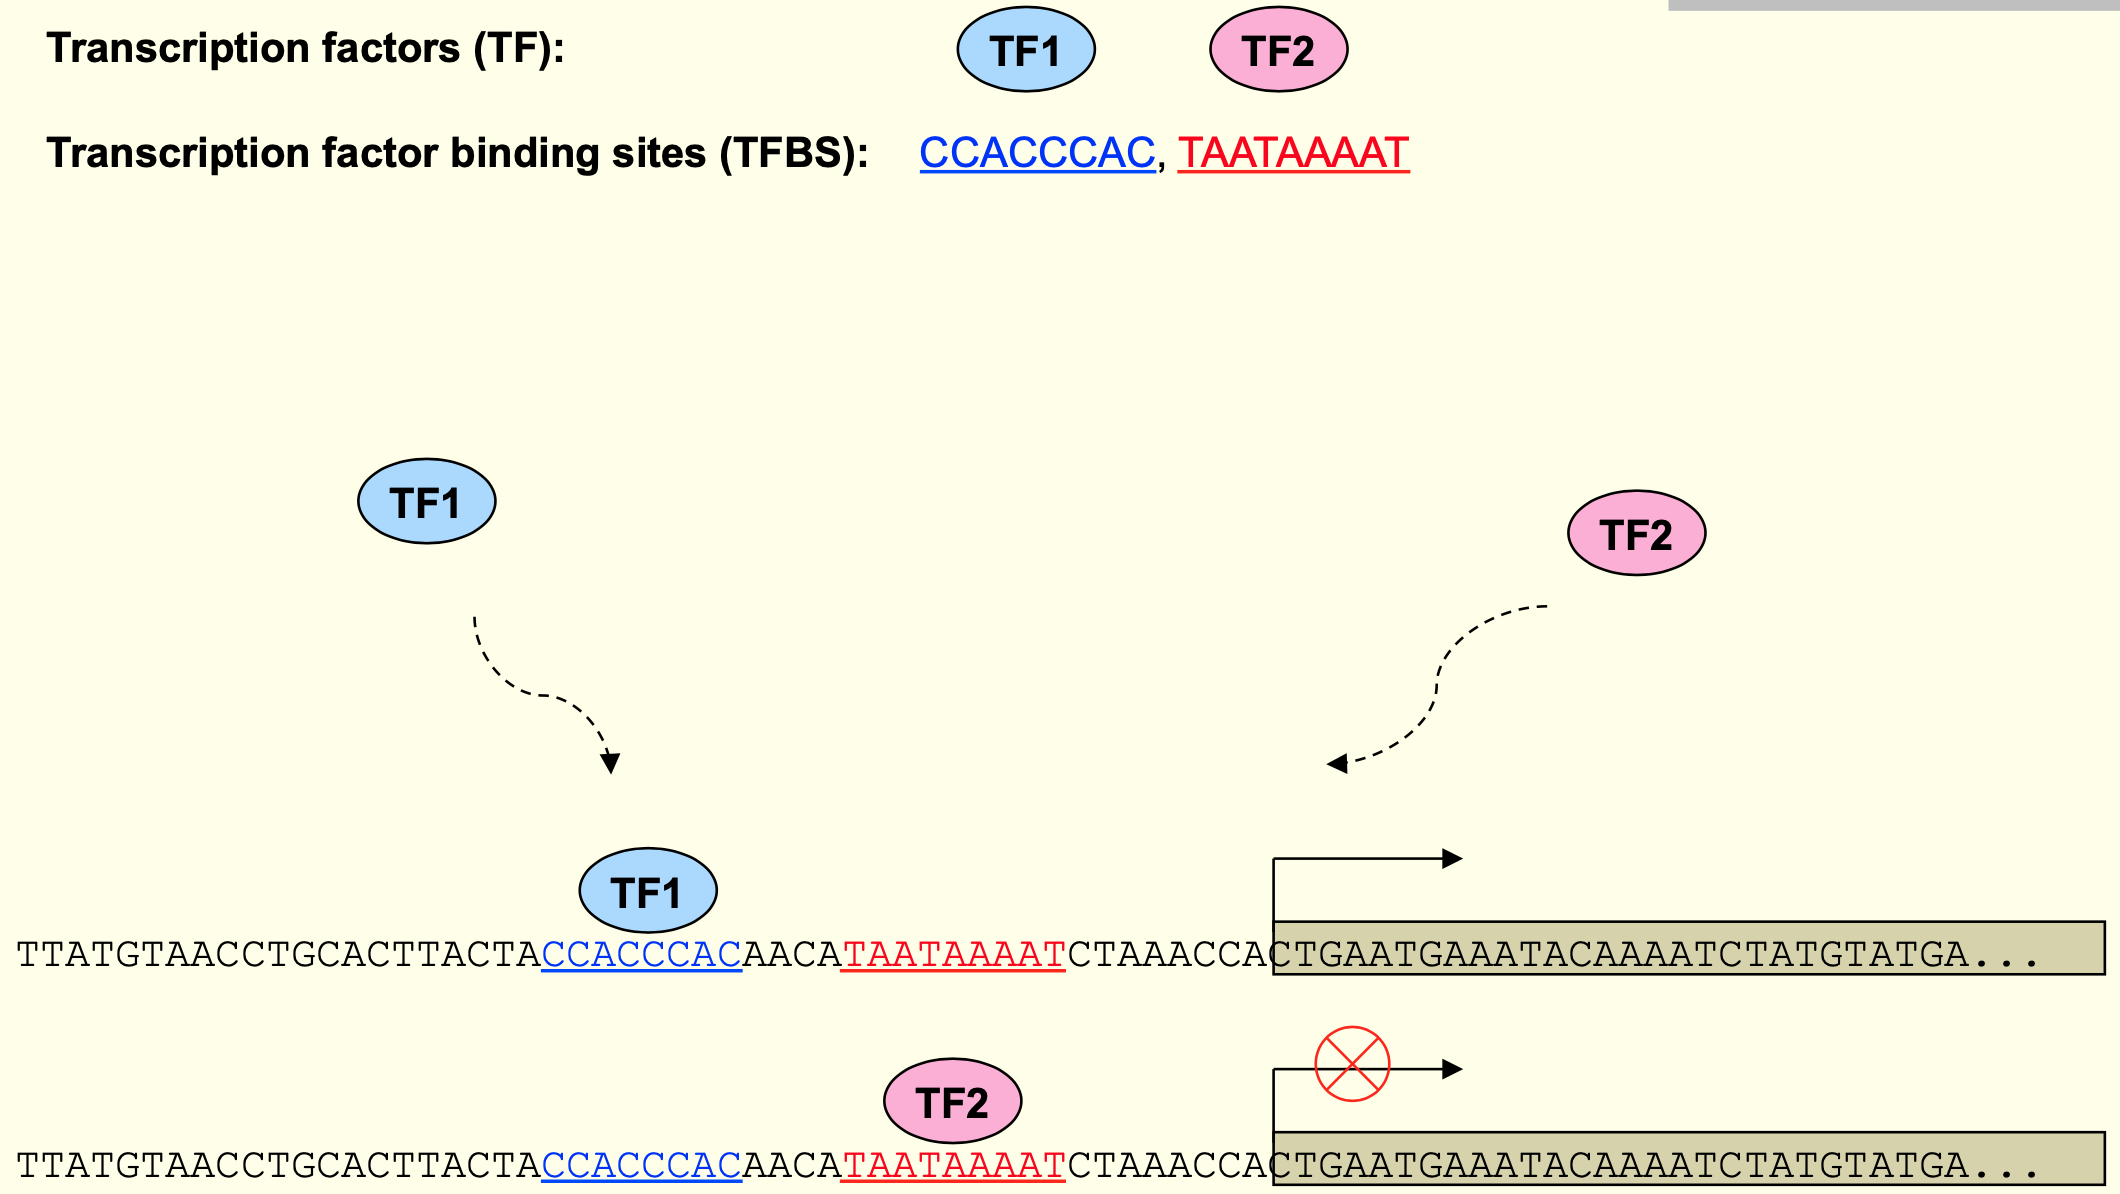 Transcription factors (TF): TF1 TF2
Transcription factor binding sites (TFBS): CCACCCAC, TAATAAAAT
TF1
TF2
TF1
TTATGTAACCTGCACTTACTACCACCCACAACATAATAAAATCTAAACCACTGAATGAAATACAAAATCTATGTATGA...
TF2
TTATGTAACCTGCACTTACTACCACCCACAACATAATAAAATCTAAACCACTGAATGAAATACAAAATCTATGTATGA...